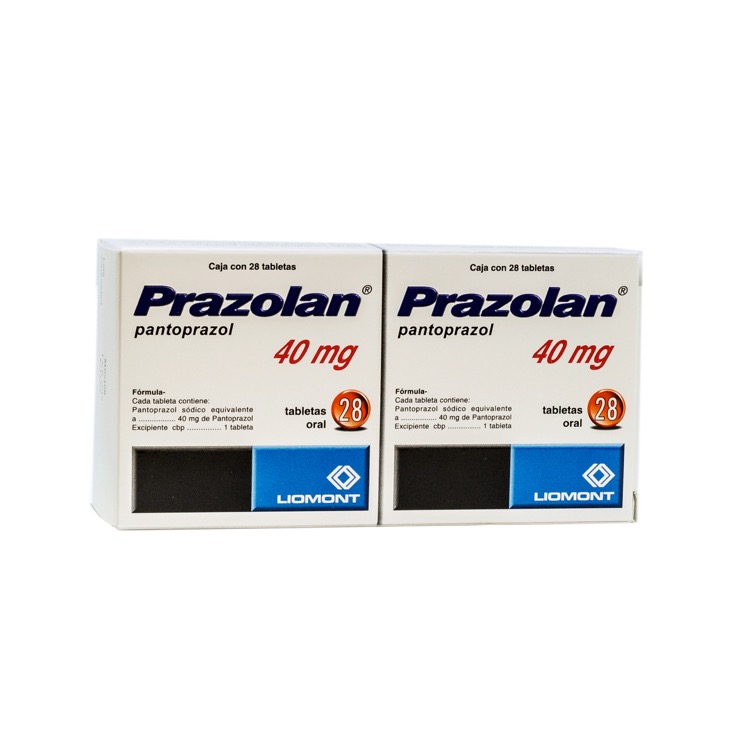 Caja con 28 tabletas
Prazolan®
pantoprazol
40 mg
Fórmula-
Cada tableta contiene:
Pantoprazol sódico equivalente
a .................. 40 mg de Pantoprazol
Excipiente cbp ............... 1 tableta
tabletas
oral
28
LIOMONT
Caja con 28 tabletas
Prazolan®
pantoprazol
40 mg
Fórmula-
Cada tableta contiene:
Pantoprazol sódico equivalente
a .................. 40 mg de Pantoprazol
Excipiente cbp ............... 1 tableta
tabletas
oral
28
LIOMONT